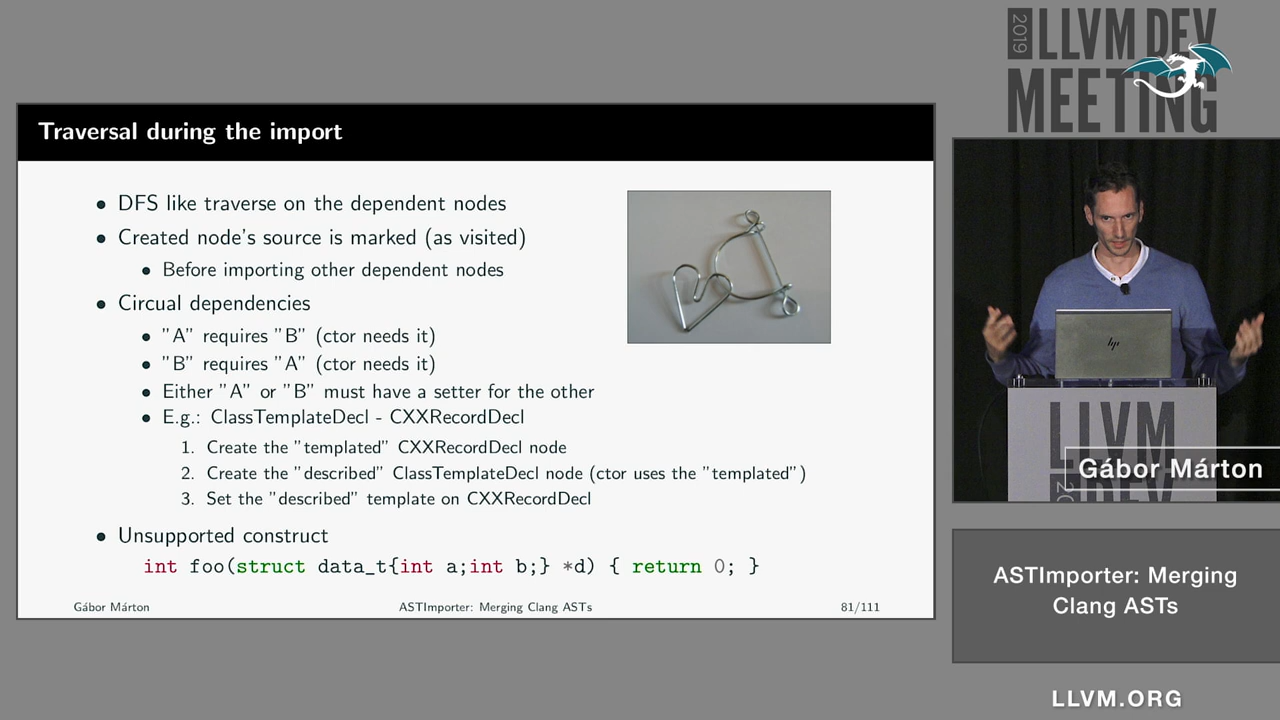 2019 LLVM DEV
MEETING
Traversal during the import
• DFS like traverse on the dependent nodes
• Created node's source is marked (as visited)
• Before importing other dependent nodes
• Circual dependencies
• "A" requires "B" (ctor needs it)
• "B" requires "A" (ctor needs it)
• Either "A" or "B" must have a setter for the other
• E.g.: ClassTemplateDecl - CXXRecordDecl
1. Create the "templated" CXXRecordDecl node
2. Create the "described" ClassTemplateDecl node (ctor uses the "templated")
3. Set the "described" template on CXXRecordDecl
• Unsupported construct
int foo(struct data_t{int a;int b;} *d) { return 0; }
Gábor Márton ASTImporter: Merging Clang ASTs 81/111
hp
LLVM
Gábor Márton
ASTImporter: Merging
Clang ASTs
LLVM.ORG